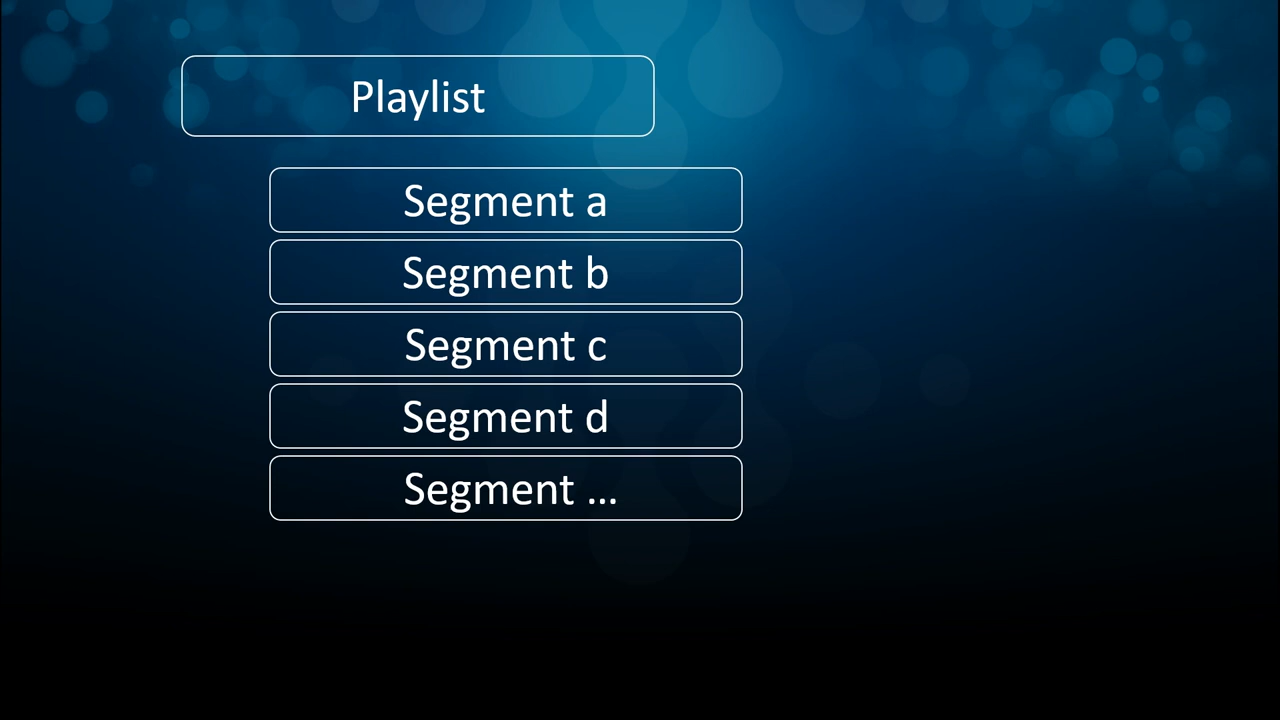 Playlist
Segment a
Segment b
Segment c
Segment d
Segment …